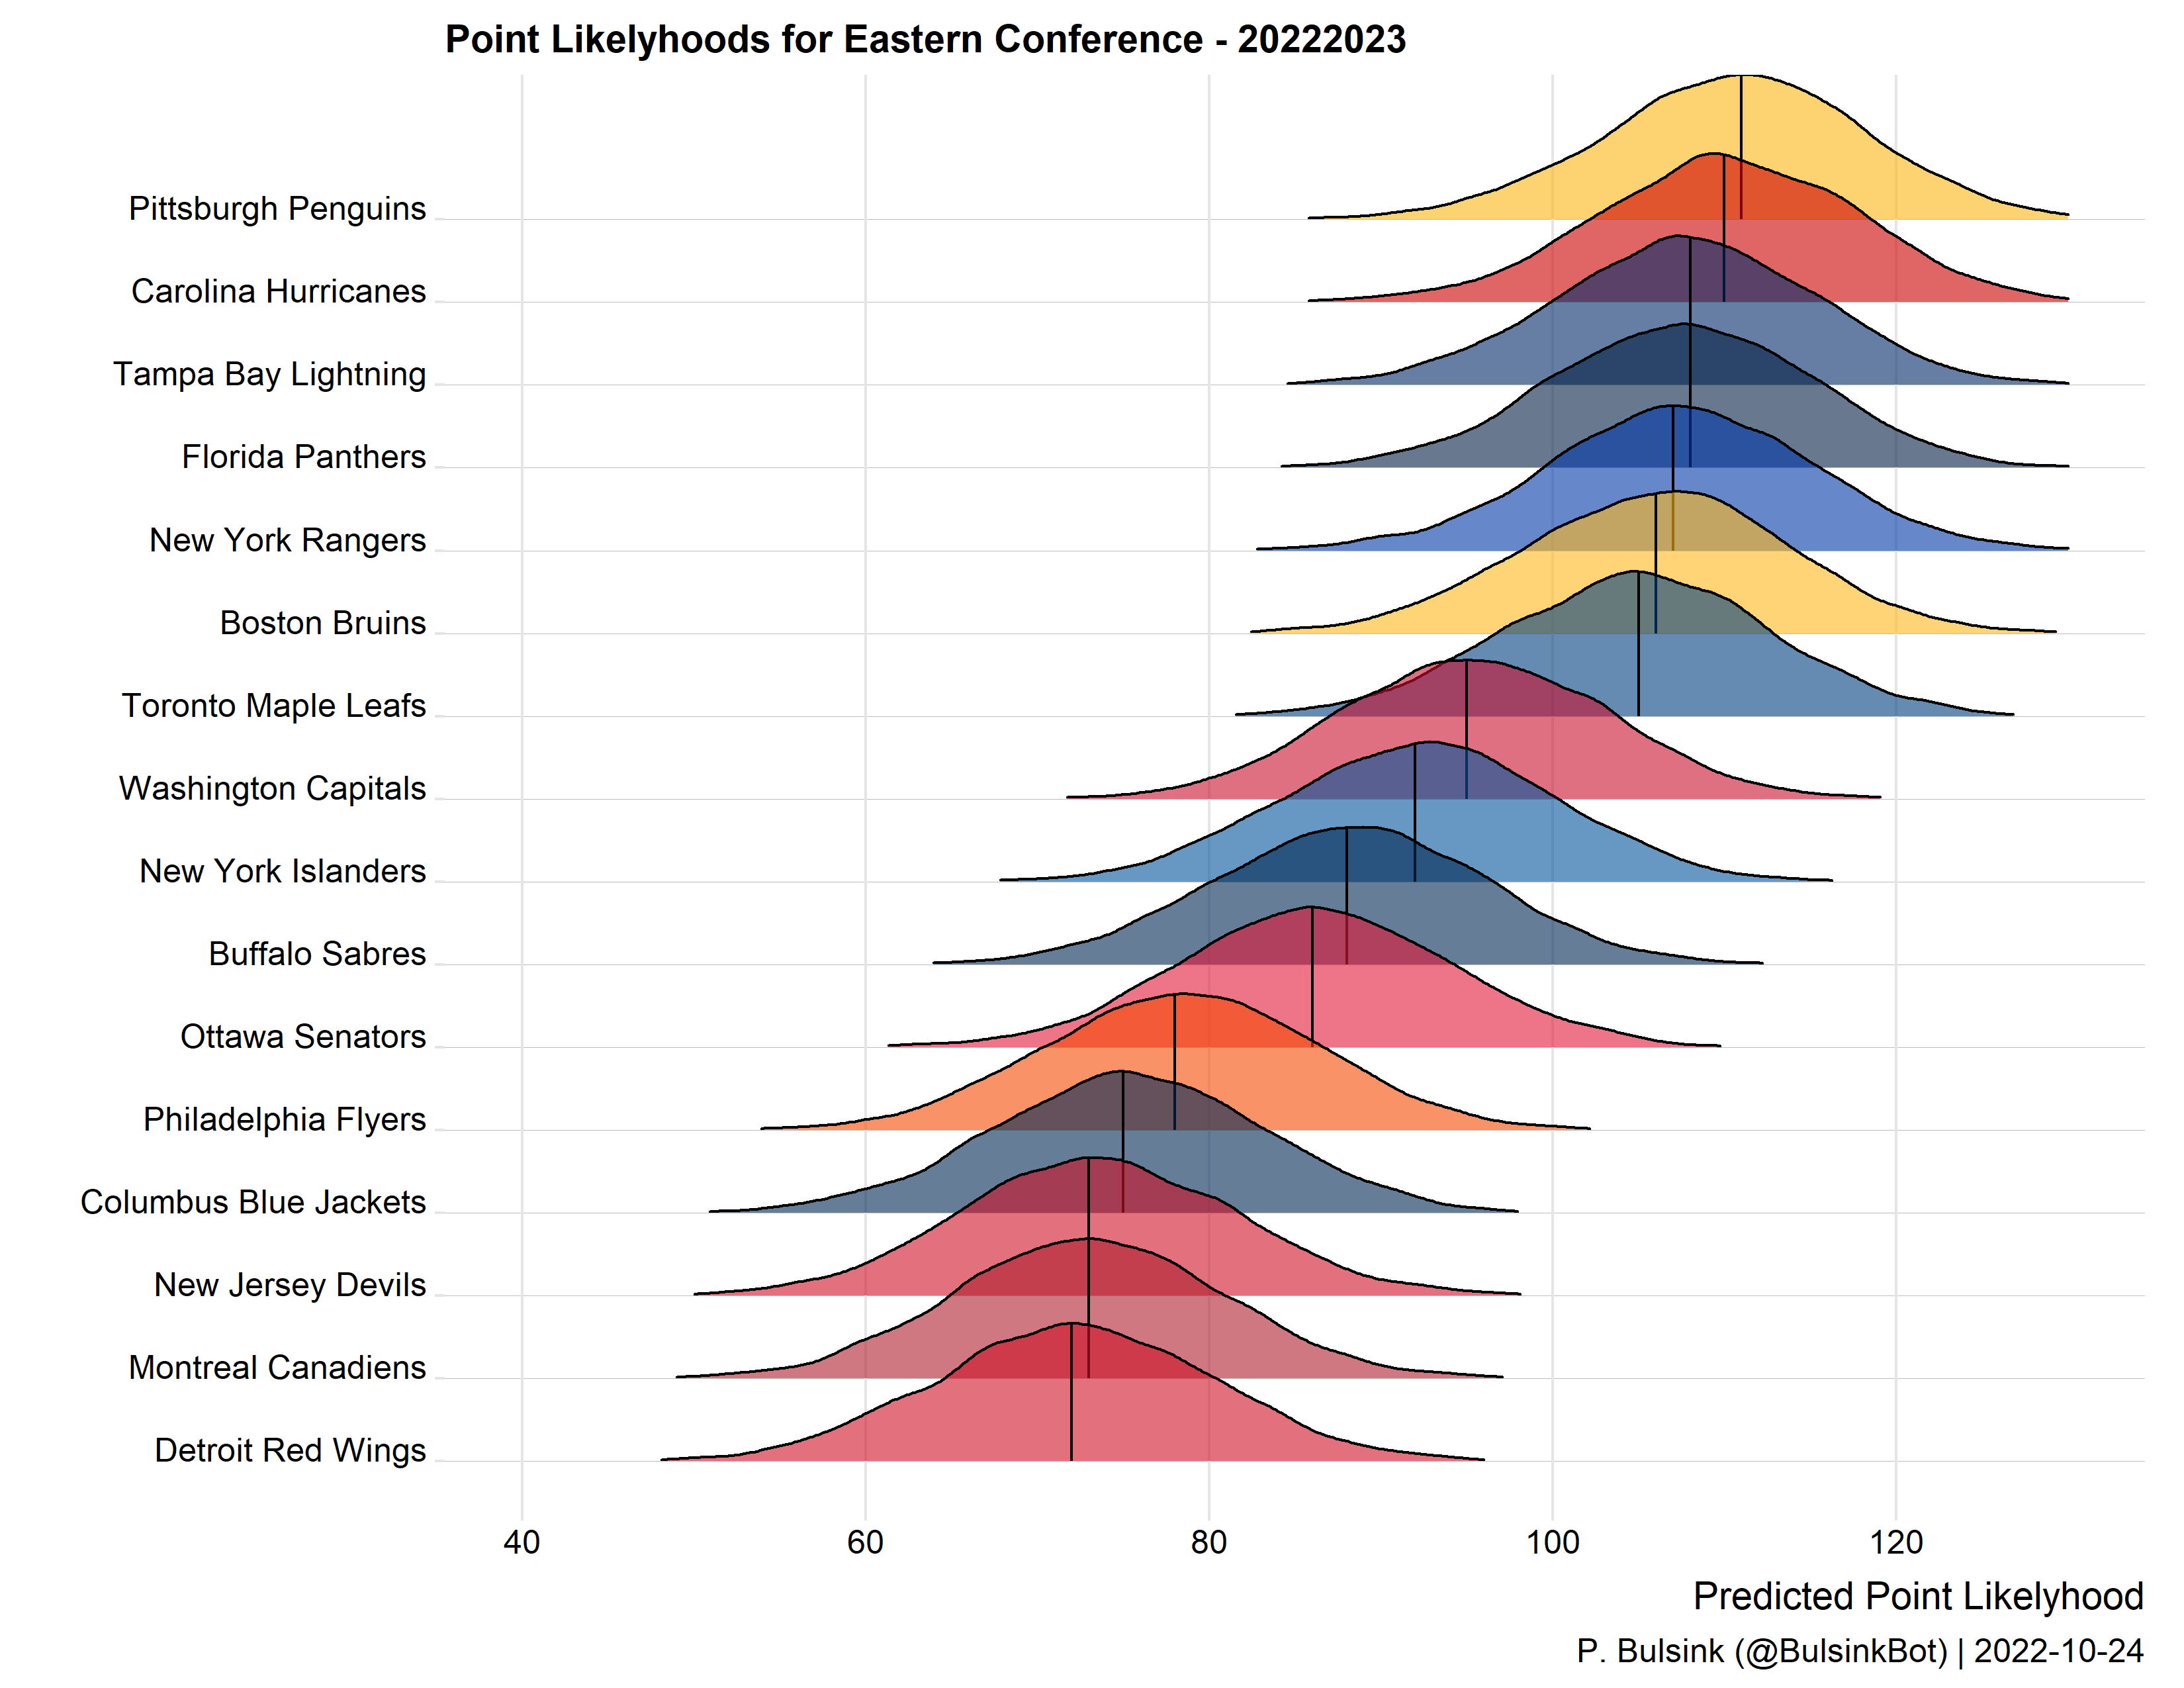 Point Likelyhoods for Eastern Conference - 20222023
Pittsburgh Penguins
Carolina Hurricanes
Tampa Bay Lightning
Florida Panthers
New York Rangers
Boston Bruins
Toronto Maple Leafs
Washington Capitals
New York Islanders
Buffalo Sabres
Ottawa Senators
Philadelphia Flyers
Columbus Blue Jackets
New Jersey Devils
Montreal Canadiens
Detroit Red Wings
40 60 80 100 120
Predicted Point Likelyhood
P. Bulsink (@BulsinkBot) | 2022-10-24